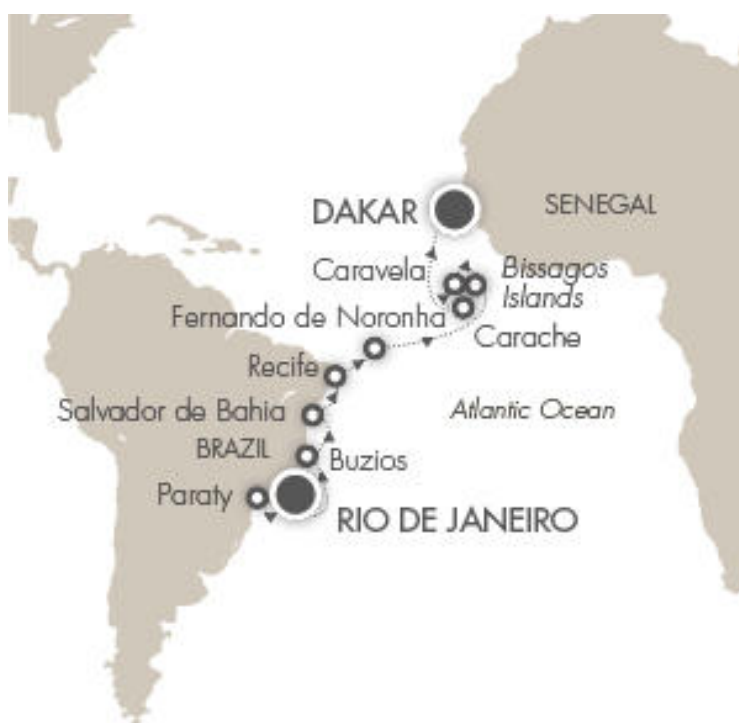 DAKAR
SENEGAL
Caravela
Bissagos
Islands
Fernando de Noronha
Carache
Recife
Salvador de Bahia
Atlantic Ocean
BRAZIL
Buzios
Paraty
RIO DE JANEIRO